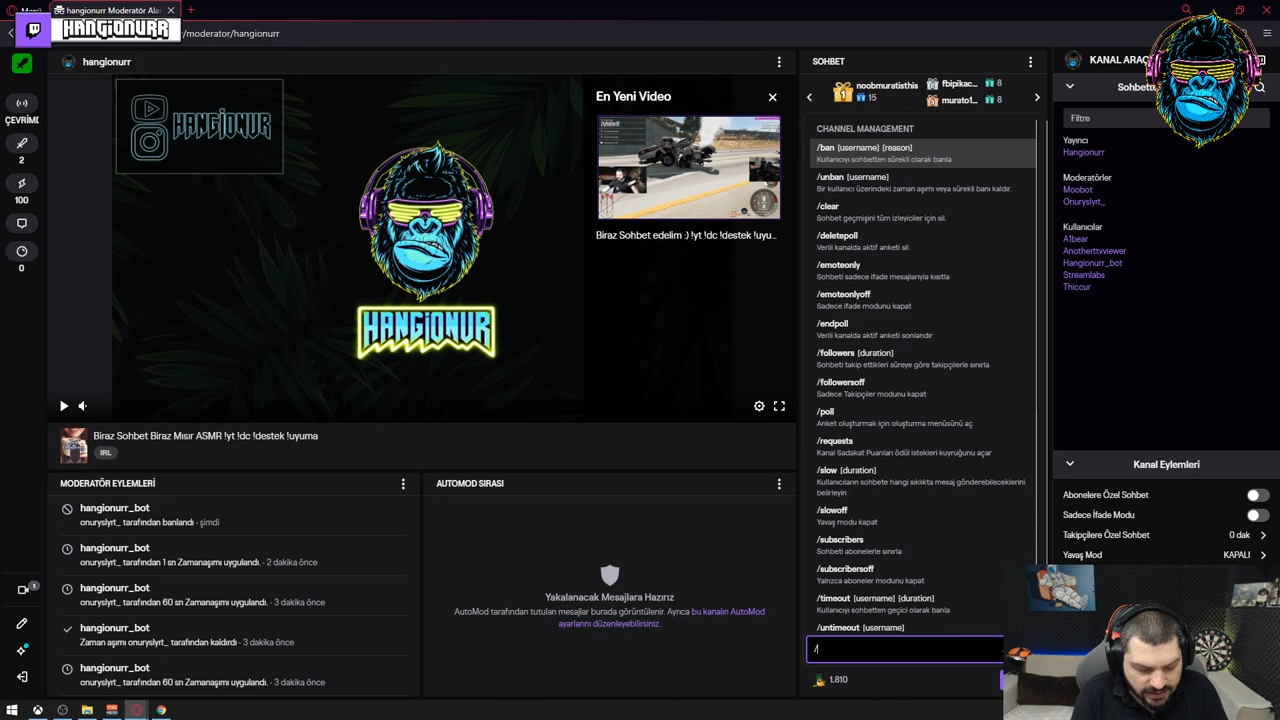 hangionurr Moderatör Ala
HANGIONURR
/moderator/hangionurr
hangionurr
HANGiONUR
HANGiONUR
En Yeni Video
Biraz Sohbet edelim :) !yt !dc !destek !uyu...
ÇEVRİMD
2
100
0
1
Biraz Sohbet Biraz Mısır ASMR !yt !dc !destek !uyuma
IRL
MODERATÖR EYLEMLERİ
hangionurr_bot
onuryslyrt_ tarafından banlandı · şimdi
hangionurr_bot
onuryslyrt_ tarafından 1 sn Zamanaşımı uygulandı. · 2 dakika önce
hangionurr_bot
onuryslyrt_ tarafından 60 sn Zamanaşımı uygulandı. · 3 dakika önce
hangionurr_bot
Zaman aşımı onuryslyrt_ tarafından kaldırdı · 3 dakika önce
hangionurr_bot
onuryslyrt_ tarafından 60 sn Zamanaşımı uygulandı. · 3 dakika önce
AUTOMOD SIRASI
Yakalanacak Mesajlara Hazırız
AutoMod tarafından tutulan mesajlar burada görüntülenir. Ayrıca bu kanalın AutoMod
ayarlarını düzenleyebilirsiniz.
SOHBET
1 noobmuratisthis 15
fbipikac... 8
murato1... 8
CHANNEL MANAGEMENT
/ban [username] [reason]
Kullanıcıyı sohbetten sürekli olarak banla
/unban [username]
Bir kullanıcı üzerindeki zaman aşımı veya sürekli banı kaldır.
/clear
Sohbet geçmişini tüm izleyiciler için sil.
/deletepoll
Verili kanalda aktif anketi sil
/emoteonly
Sohbeti sadece ifade mesajlarıyla kısıtla
/emoteonlyoff
Sadece ifade modunu kapat
/endpoll
Verili kanalda aktif anketi sonlandır
/followers [duration]
Sohbeti takip ettikleri süreye göre takipçilerle sınırla
/followersoff
Sadece Takipçiler modunu kapat
/poll
Anket oluşturmak için oluşturma menüsünü aç
/requests
Kanal Sadakat Puanları ödül istekleri kuyruğunu açar
/slow [duration]
Kullanıcıların sohbete hangi sıklıkta mesaj gönderebileceklerini
belirleyin
/slowoff
Yavaş modu kapat
/subscribers
Sohbeti abonelerle sınırla
/subscribersoff
Yalnızca aboneler modunu kapat
/timeout [username] [duration]
Kullanıcıyı sohbetten geçici olarak banla
/untimeout [username]
/
1.810
KANAL ARAÇ
Sohbette
Filtre
Yayıncı
Hangionurr
Moderatörler
Moobot
Onuryslyrt_
Kullanıcılar
A1bear
Anotherttvviewer
Hangionurr_bot
Streamlabs
Thiccur
Kanal Eylemleri
Abonelere Özel Sohbet
Sadece İfade Modu
Takipçilere Özel Sohbet 0 dak
Yavaş Mod KAPALI